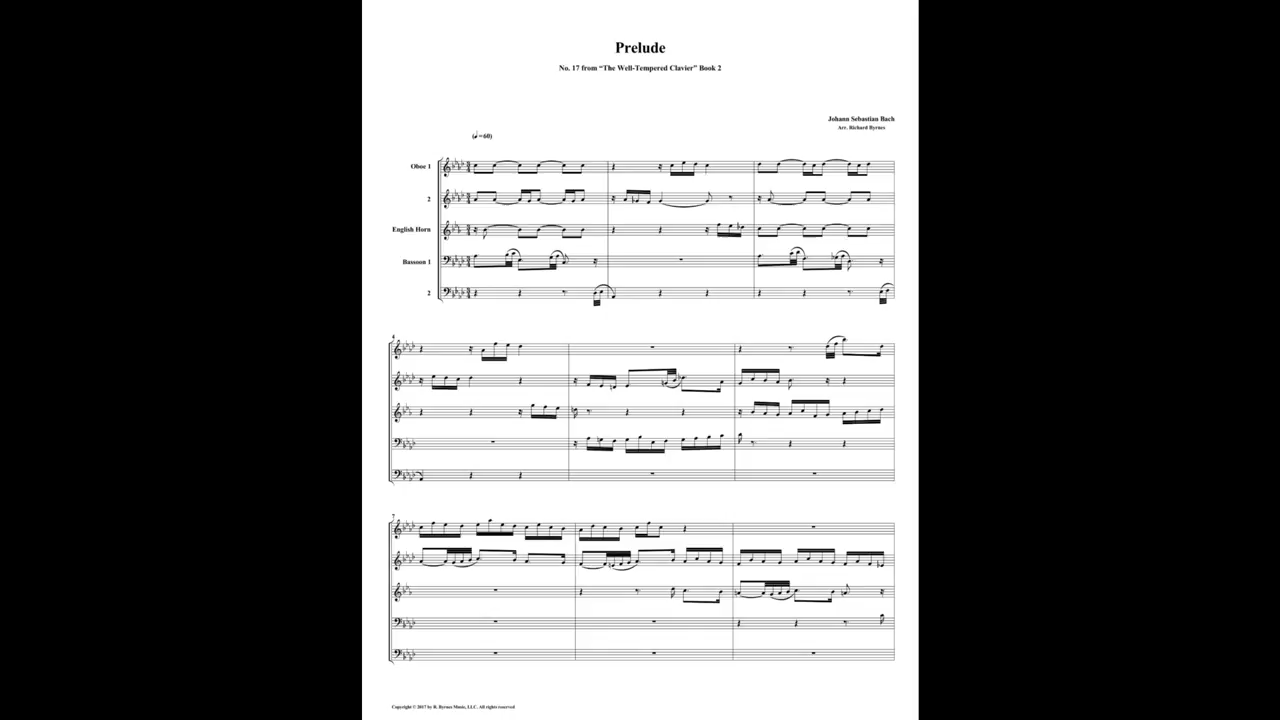 Prelude
No. 17 from “The Well-Tempered Clavier” Book 2
Johann Sebastian Bach
Arr. Richard Byrnes
(♩=60)
Oboe 1
2
English Horn
Bassoon 1
2
4
7
Copyright © 2017 by R. Byrnes Music, LLC. All rights reserved